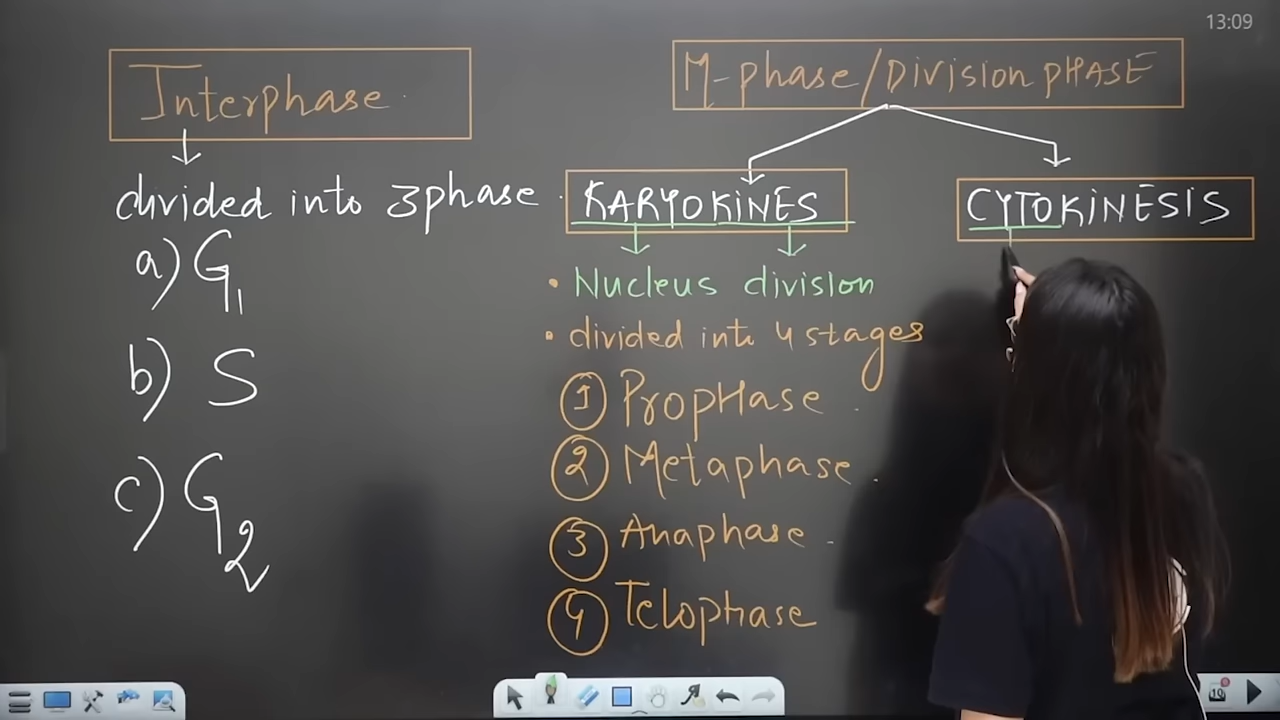 13:09
Interphase
divided into 3 phase
a) G1
b) S
c) G2
M-phase/Division PHASE
KARYOKINES
• Nucleus division
• divided into 4 stages
1 Prophase
2 Metaphase
3 Anaphase
4 Telophase
CYTOKINESIS
10